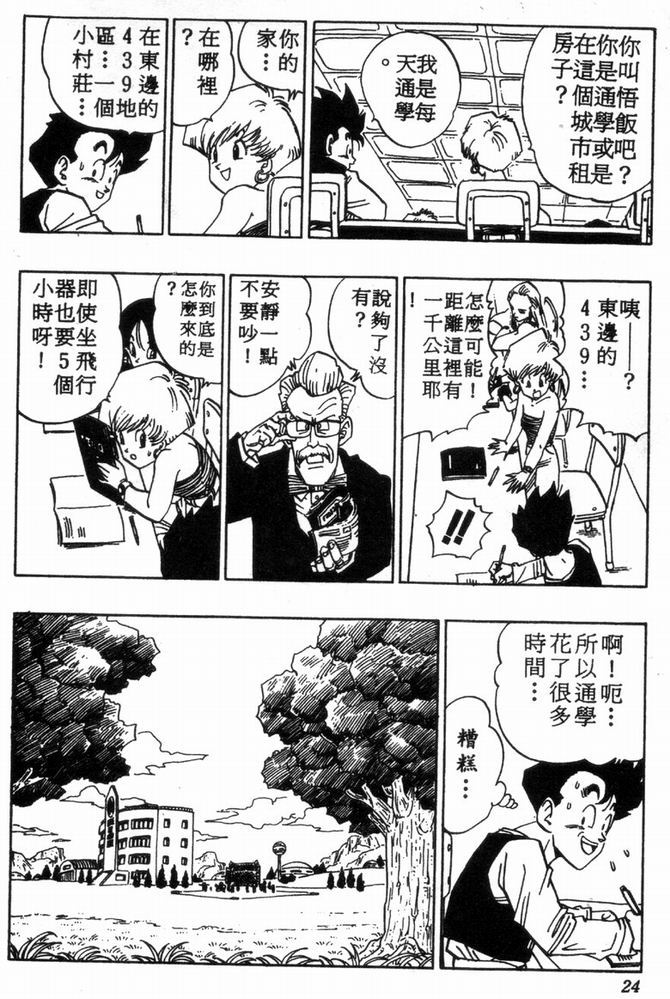 你叫悟飯吧？
你是通學或是
在這個城市租
房子？
我是每
天通學
。
你的
家…
在哪裡
？
在東邊的
439地
區…一個
小村莊…
咦——？
東邊的
439…
怎麼可能！
距離這裡有
一千公里耶
!!
說夠了沒
有？
安靜一點
不要吵！
你到底是
怎麼來的
？
即使坐飛行
器也要5個
小時呀！
啊！呃…
所以通學
花了很多
時間…
糟糕…
24